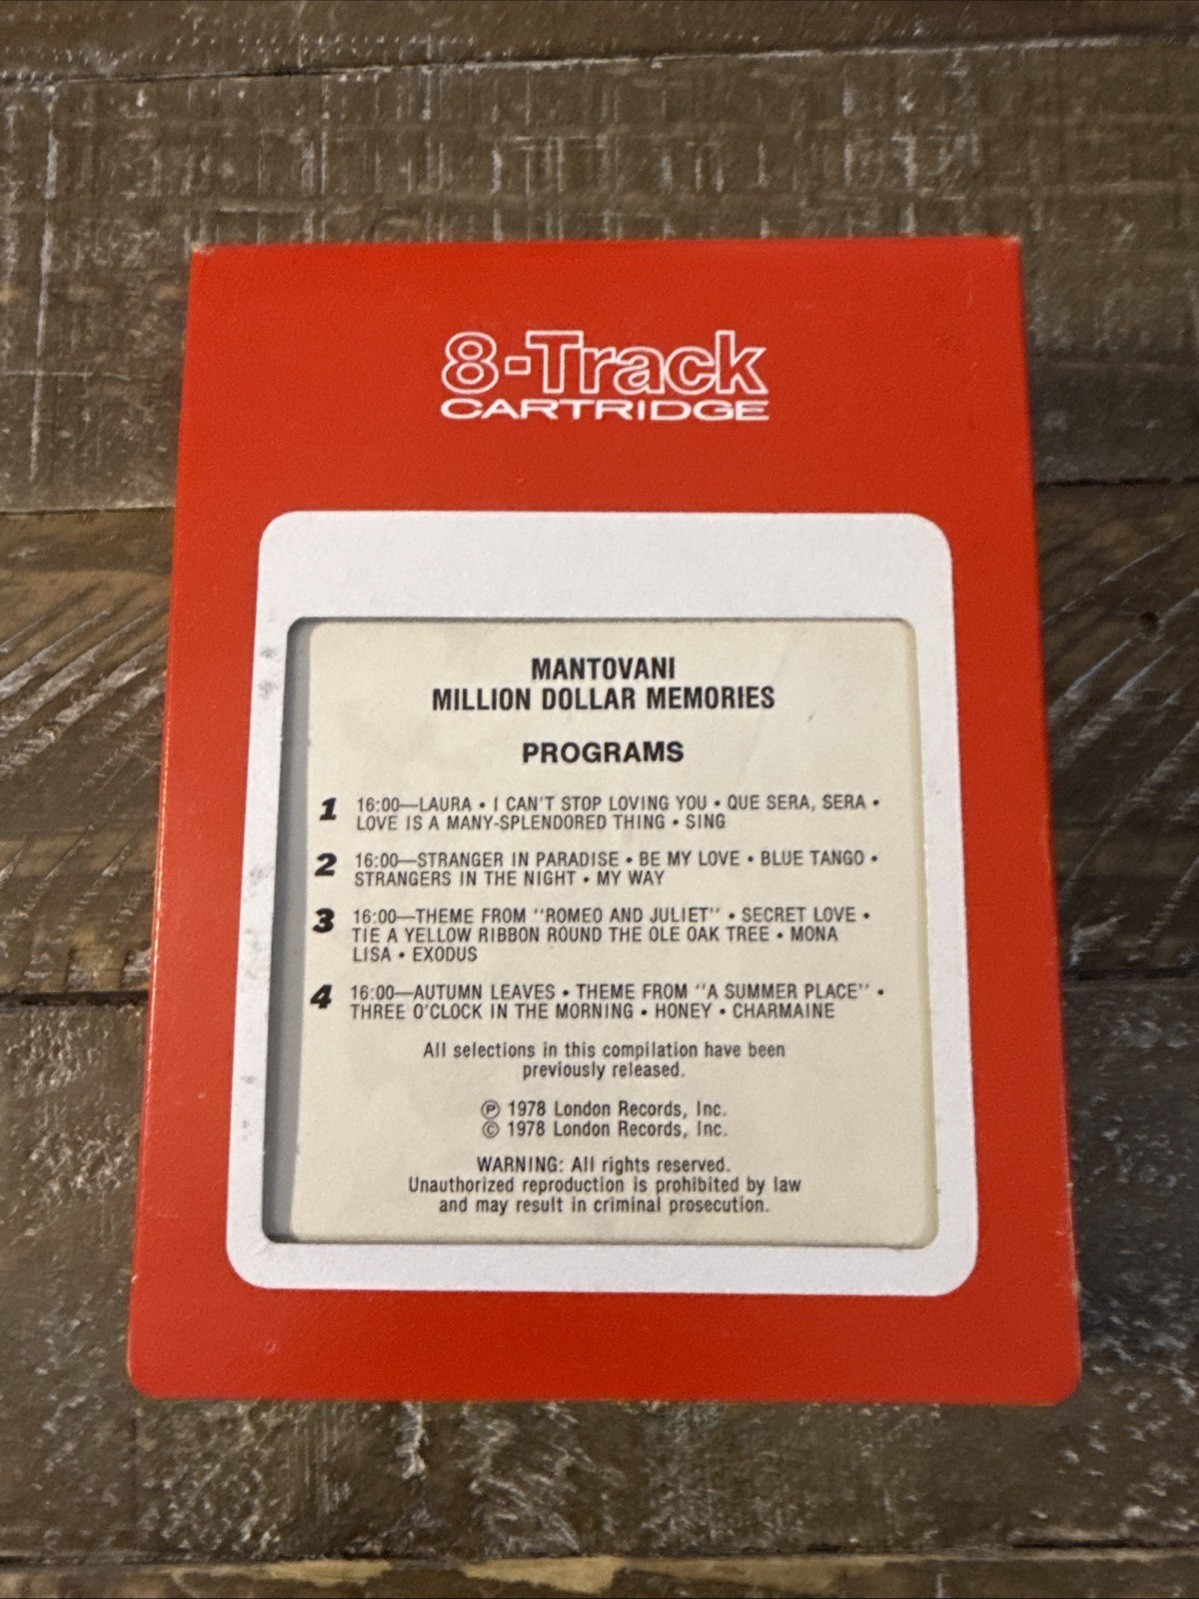 8-Track
CARTRIDGE
MANTOVANI
MILLION DOLLAR MEMORIES
PROGRAMS
1 16:00—LAURA • I CAN'T STOP LOVING YOU • QUE SERA, SERA •
LOVE IS A MANY-SPLENDORED THING • SING
2 16:00—STRANGER IN PARADISE • BE MY LOVE • BLUE TANGO •
STRANGERS IN THE NIGHT • MY WAY
3 16:00—THEME FROM "ROMEO AND JULIET" • SECRET LOVE •
TIE A YELLOW RIBBON ROUND THE OLE OAK TREE • MONA
LISA • EXODUS
4 16:00—AUTUMN LEAVES • THEME FROM "A SUMMER PLACE" •
THREE O'CLOCK IN THE MORNING • HONEY • CHARMAINE
All selections in this compilation have been
previously released.
℗ 1978 London Records, Inc.
© 1978 London Records, Inc.
WARNING: All rights reserved.
Unauthorized reproduction is prohibited by law
and may result in criminal prosecution.